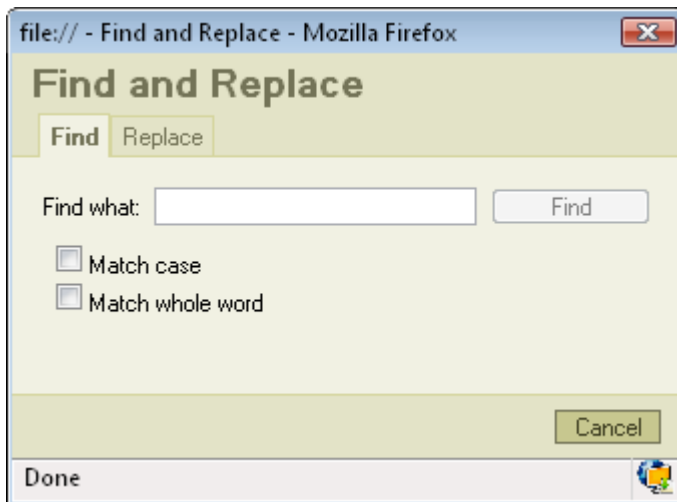 file:// - Find and Replace - Mozilla Firefox
Find and Replace
Find Replace
Find what: Find
Match case
Match whole word
Cancel
Done